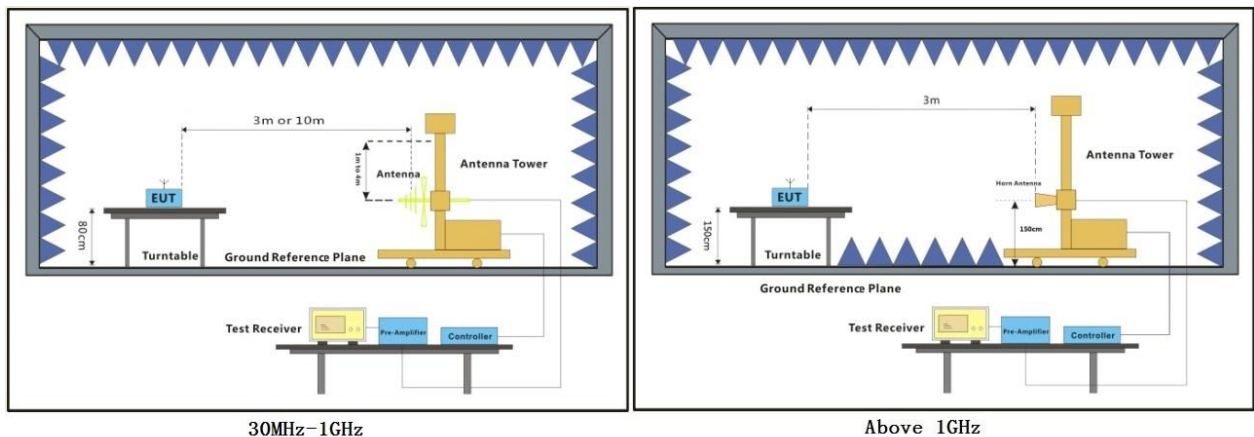 3m or 10m
1m to 4m
Antenna
Antenna Tower
EUT
80cm
Turntable
Ground Reference Plane
Test Receiver
Pre-Amplifier
Controller
30MHz-1GHz
3m
Antenna Tower
Horn Antenna
EUT
150cm
150cm
Turntable
Ground Reference Plane
Test Receiver
Pre-Amplifier
Controller
Above 1GHz